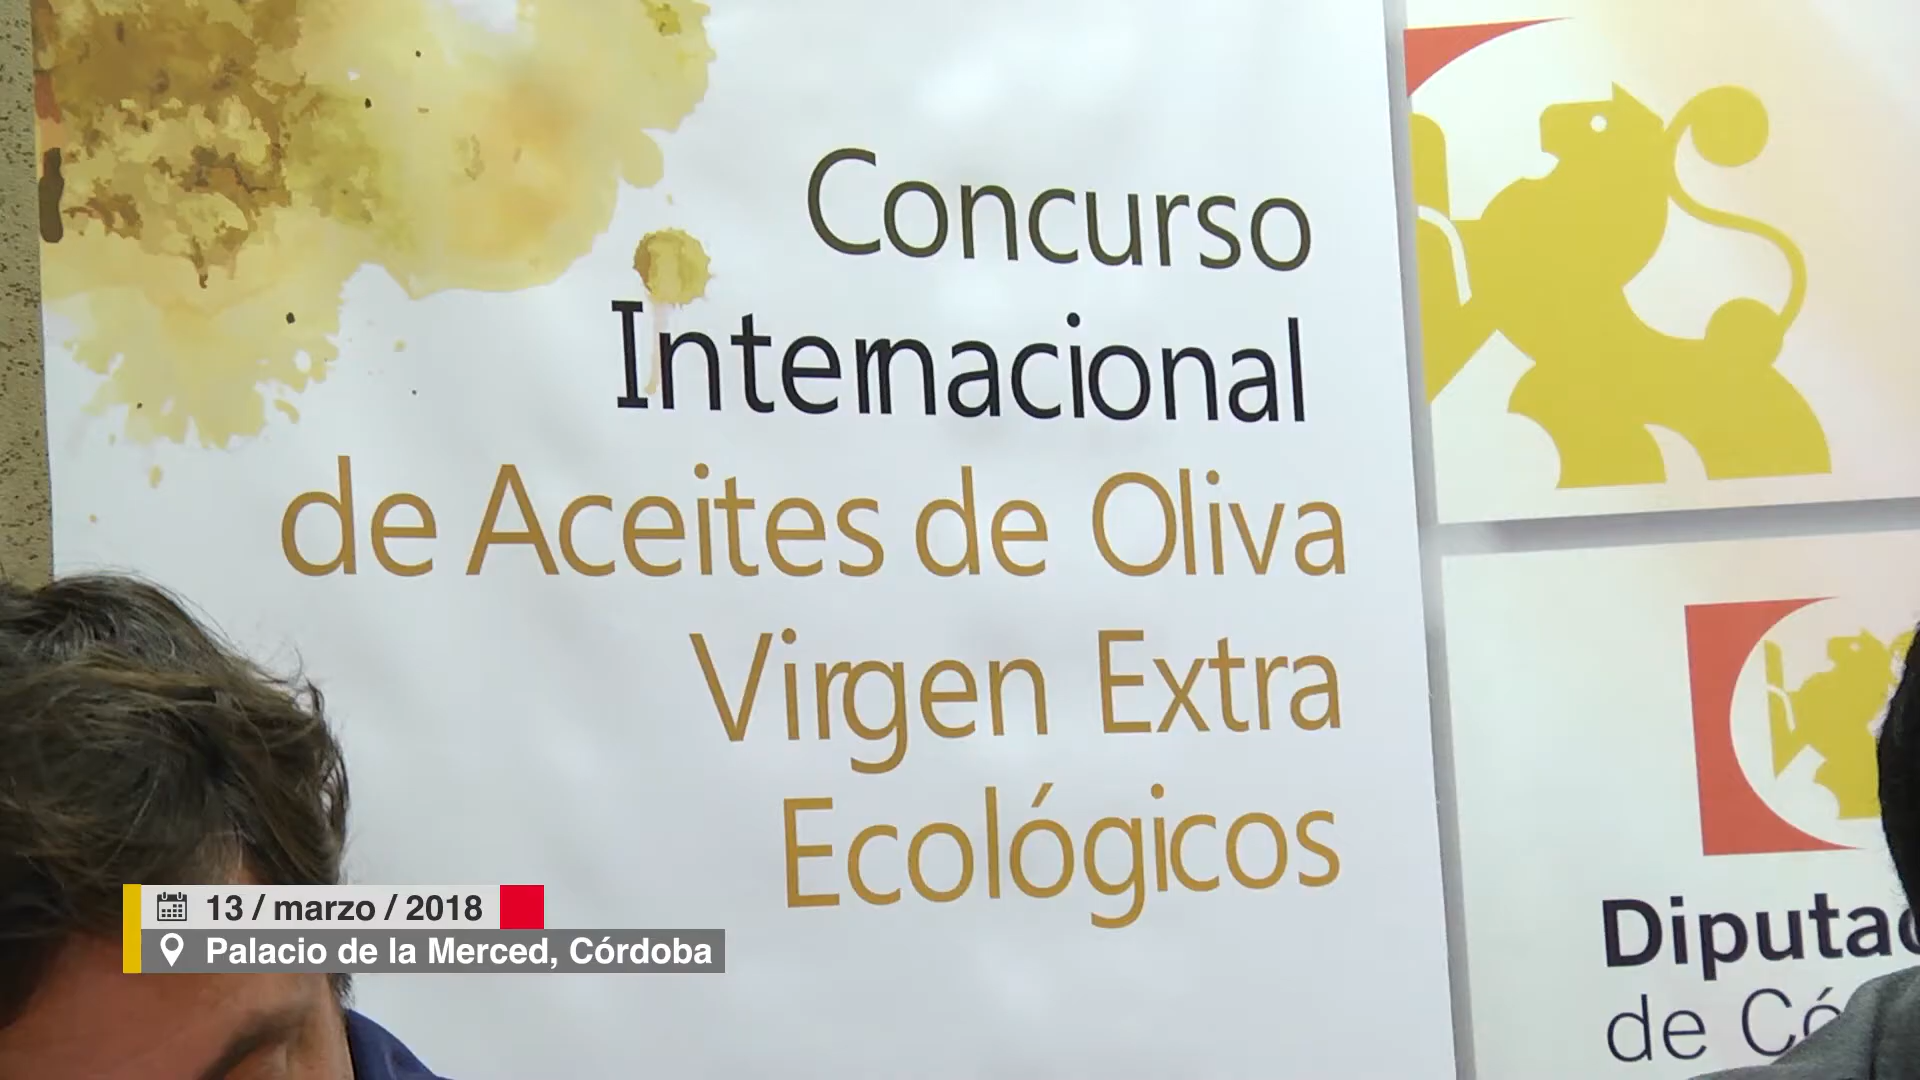 Concurso
Internacional
de Aceites de Oliva
Virgen Extra
Ecológicos
13 / marzo / 2018
Palacio de la Merced, Córdoba
Diputac
de Có